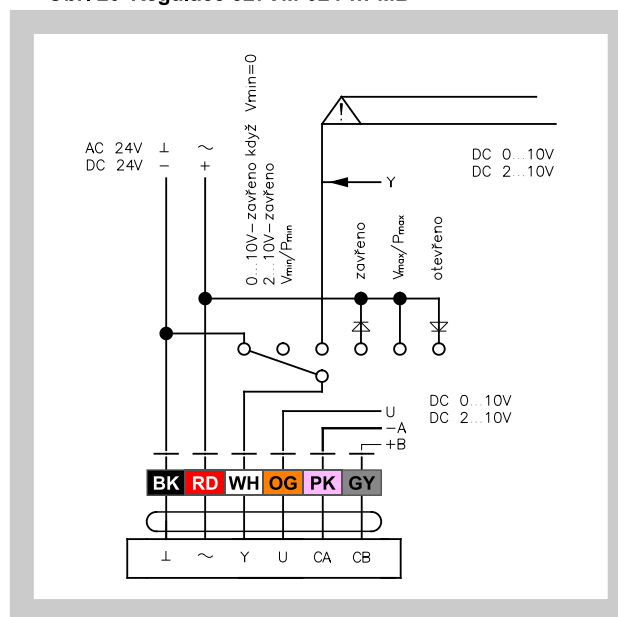 AC 24V ⊥ ~
DC 24V – +
0...10V– zavřeno když Vmin=0
2...10V– zavřeno
Vmin/Pmin
zavřeno
Vmax/Pmax
otevřeno
!
DC 0...10V
DC 2...10V
Y
DC 0...10V
DC 2...10V
U
-A
+B
BK RD WH OG PK GY
⊥ ~ Y U CA CB